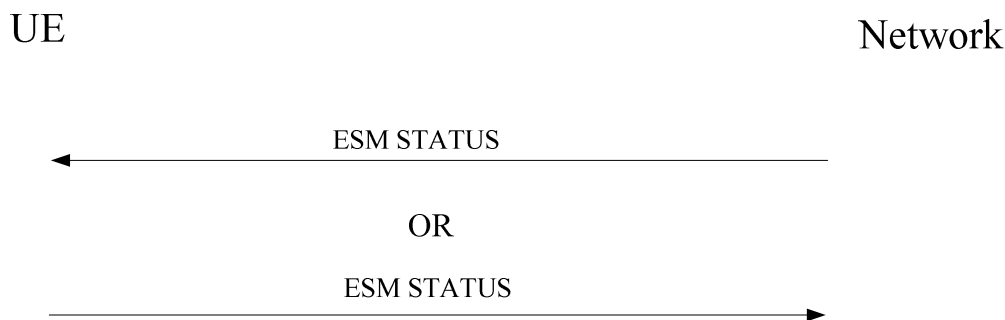 UE
Network
ESM STATUS
OR
ESM STATUS